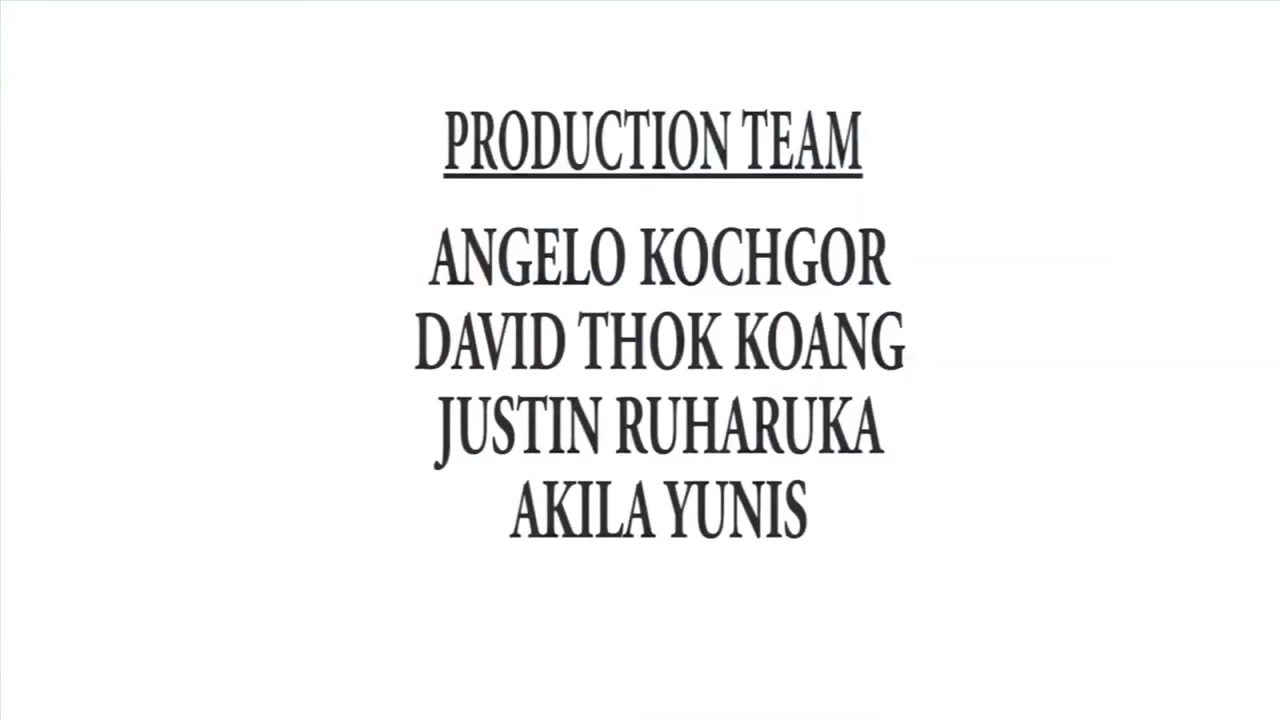 PRODUCTION TEAM
ANGELO KOCHGOR
DAVID THOK KOANG
JUSTIN RUHARUKA
AKILA YUNIS